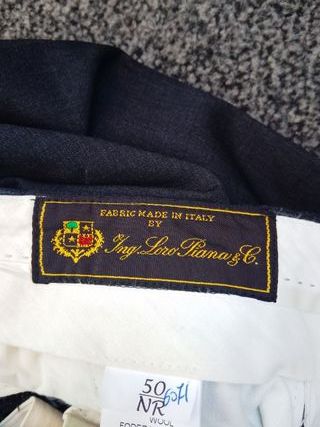 FABRIC MADE IN ITALY
BY
Ing. Loro Piana & C.
50
NR
WOOL